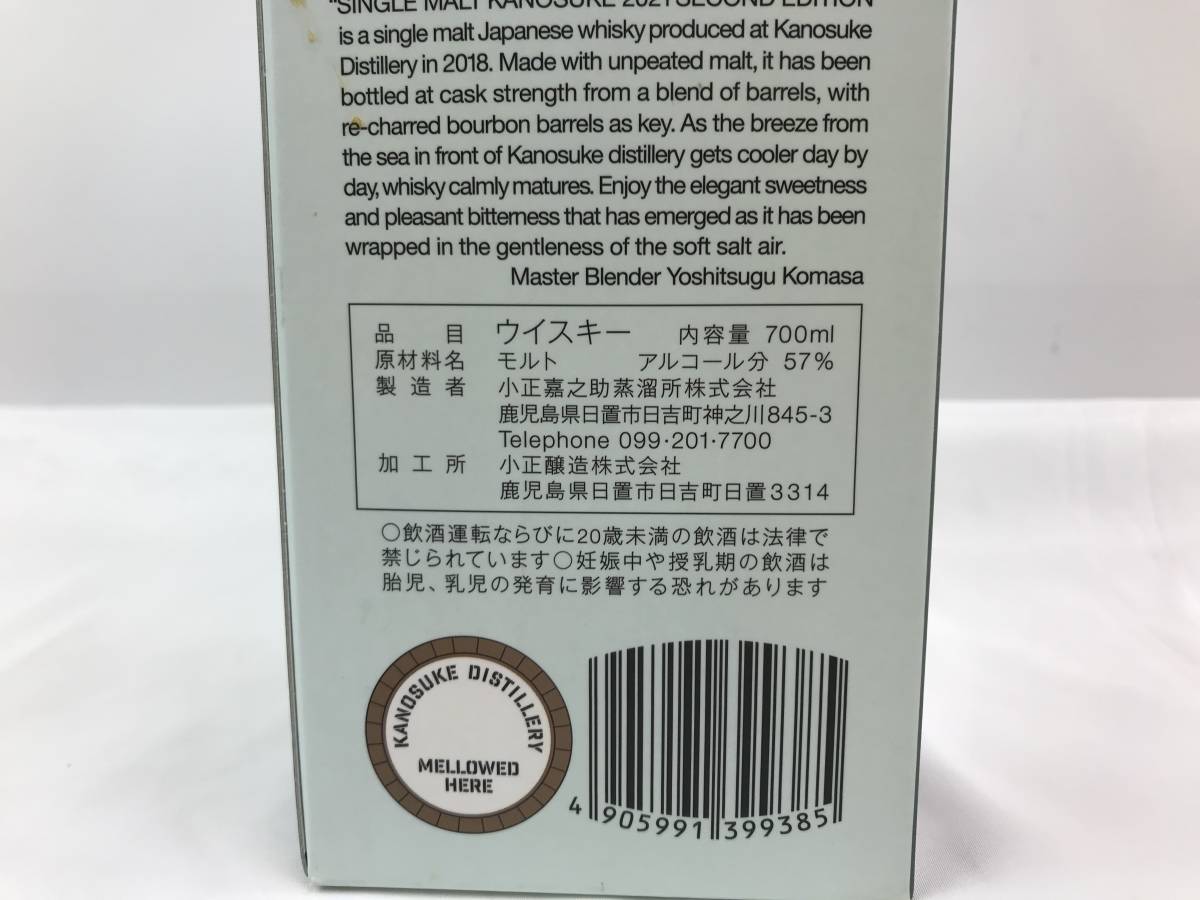 "SINGLE MALT KANOSUKE 2021 SECOND EDITION
is a single malt Japanese whisky produced at Kanosuke
Distillery in 2018. Made with unpeated malt, it has been
bottled at cask strength from a blend of barrels, with
re-charred bourbon barrels as key. As the breeze from
the sea in front of Kanosuke distillery gets cooler day by
day, whisky calmly matures. Enjoy the elegant sweetness
and pleasant bitterness that has emerged as it has been
wrapped in the gentleness of the soft salt air.
Master Blender Yoshitsugu Komasa
品目 ウイスキー 内容量 700ml
原材料名 モルト アルコール分 57%
製造者 小正嘉之助蒸溜所株式会社
鹿児島県日置市日吉町神之川845-3
Telephone 099·201·7700
加工所 小正醸造株式会社
鹿児島県日置市日吉町日置3314
○飲酒運転ならびに20歳未満の飲酒は法律で
禁じられています○妊娠中や授乳期の飲酒は
胎児、乳児の発育に影響する恐れがあります
KANOSUKE DISTILLERY
MELLOWED
HERE
4 905991 399385